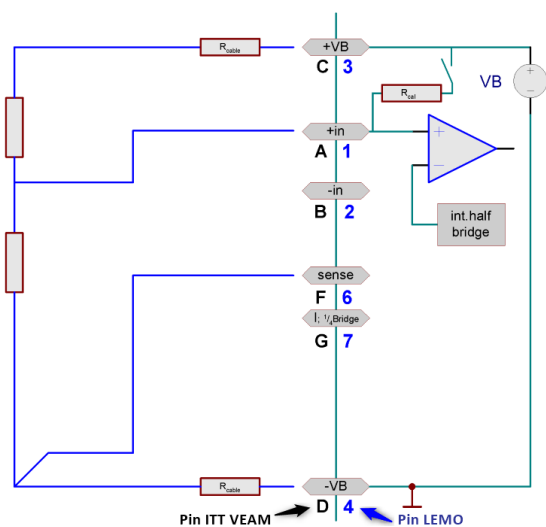 Rcable
+VB
C 3
VB
+
−
Rcal
+in
A 1
+
−
-in
B 2
int.half
bridge
sense
F 6
I; 1/4Bridge
G 7
Rcable
-VB
D 4
Pin ITT VEAM
Pin LEMO